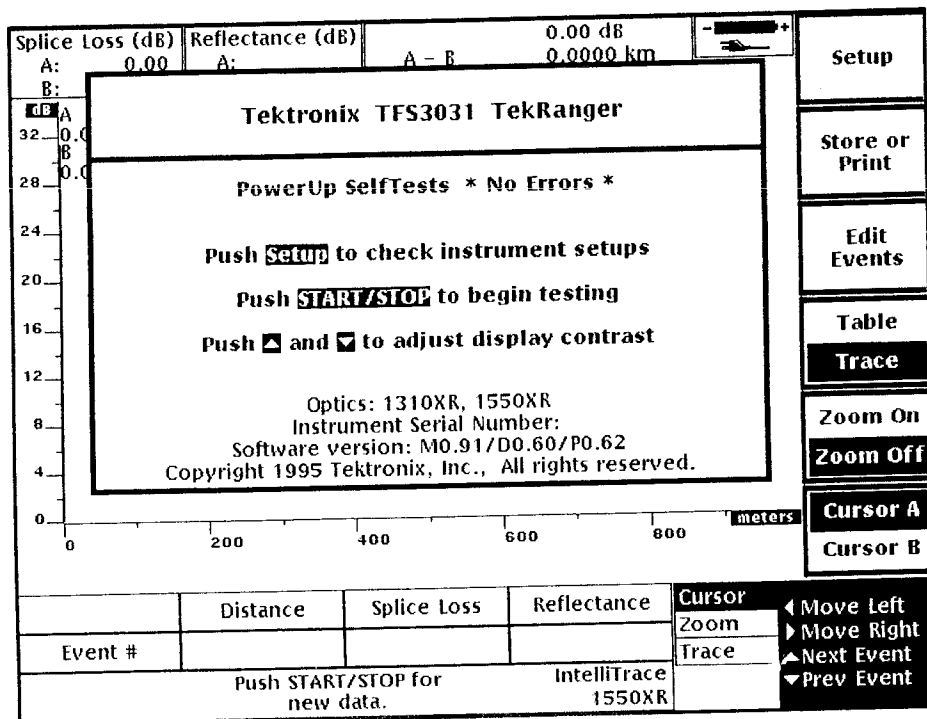 Splice Loss (dB) Reflectance (dB) 0.00 dB
A: 0.00 A: A - B 0.0000 km
B:
- +
dB
A
0.0
B
0.0
32
28
24
20
16
12
8
4
0
0 200 400 600 800 meters
Tektronix TFS3031 TekRanger
PowerUp SelfTests * No Errors *
Push Setup to check instrument setups
Push START/STOP to begin testing
Push ▲ and ▼ to adjust display contrast
Optics: 1310XR, 1550XR
Instrument Serial Number:
Software version: M0.91/D0.60/P0.62
Copyright 1995 Tektronix, Inc., All rights reserved.
Setup
Store or
Print
Edit
Events
Table
Trace
Zoom On
Zoom Off
Cursor A
Cursor B
Distance Splice Loss Reflectance
Event #
Push START/STOP for
new data.
IntelliTrace
1550XR
Cursor
Zoom
Trace
Move Left
Move Right
Next Event
Prev Event